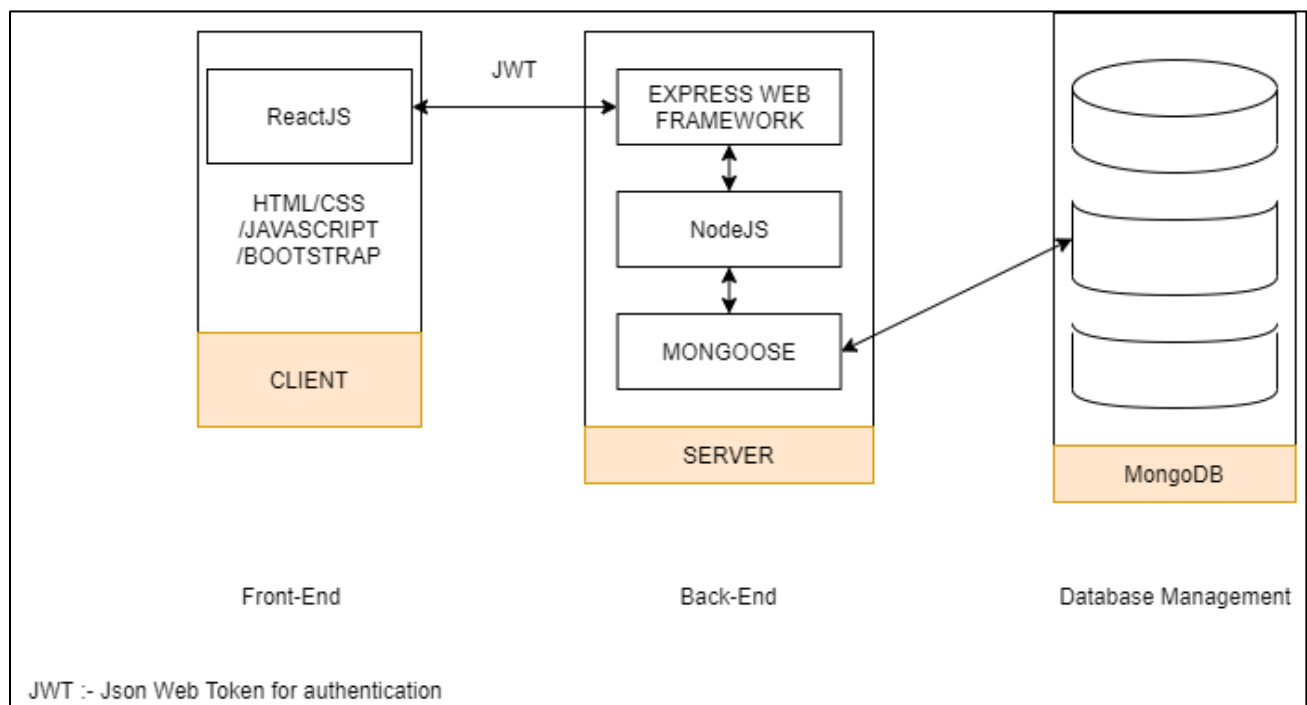 JWT
ReactJS
HTML/CSS
/JAVASCRIPT
/BOOTSTRAP
CLIENT
EXPRESS WEB
FRAMEWORK
NodeJS
MONGOOSE
SERVER
MongoDB
Front-End
Back-End
Database Management
JWT :- Json Web Token for authentication